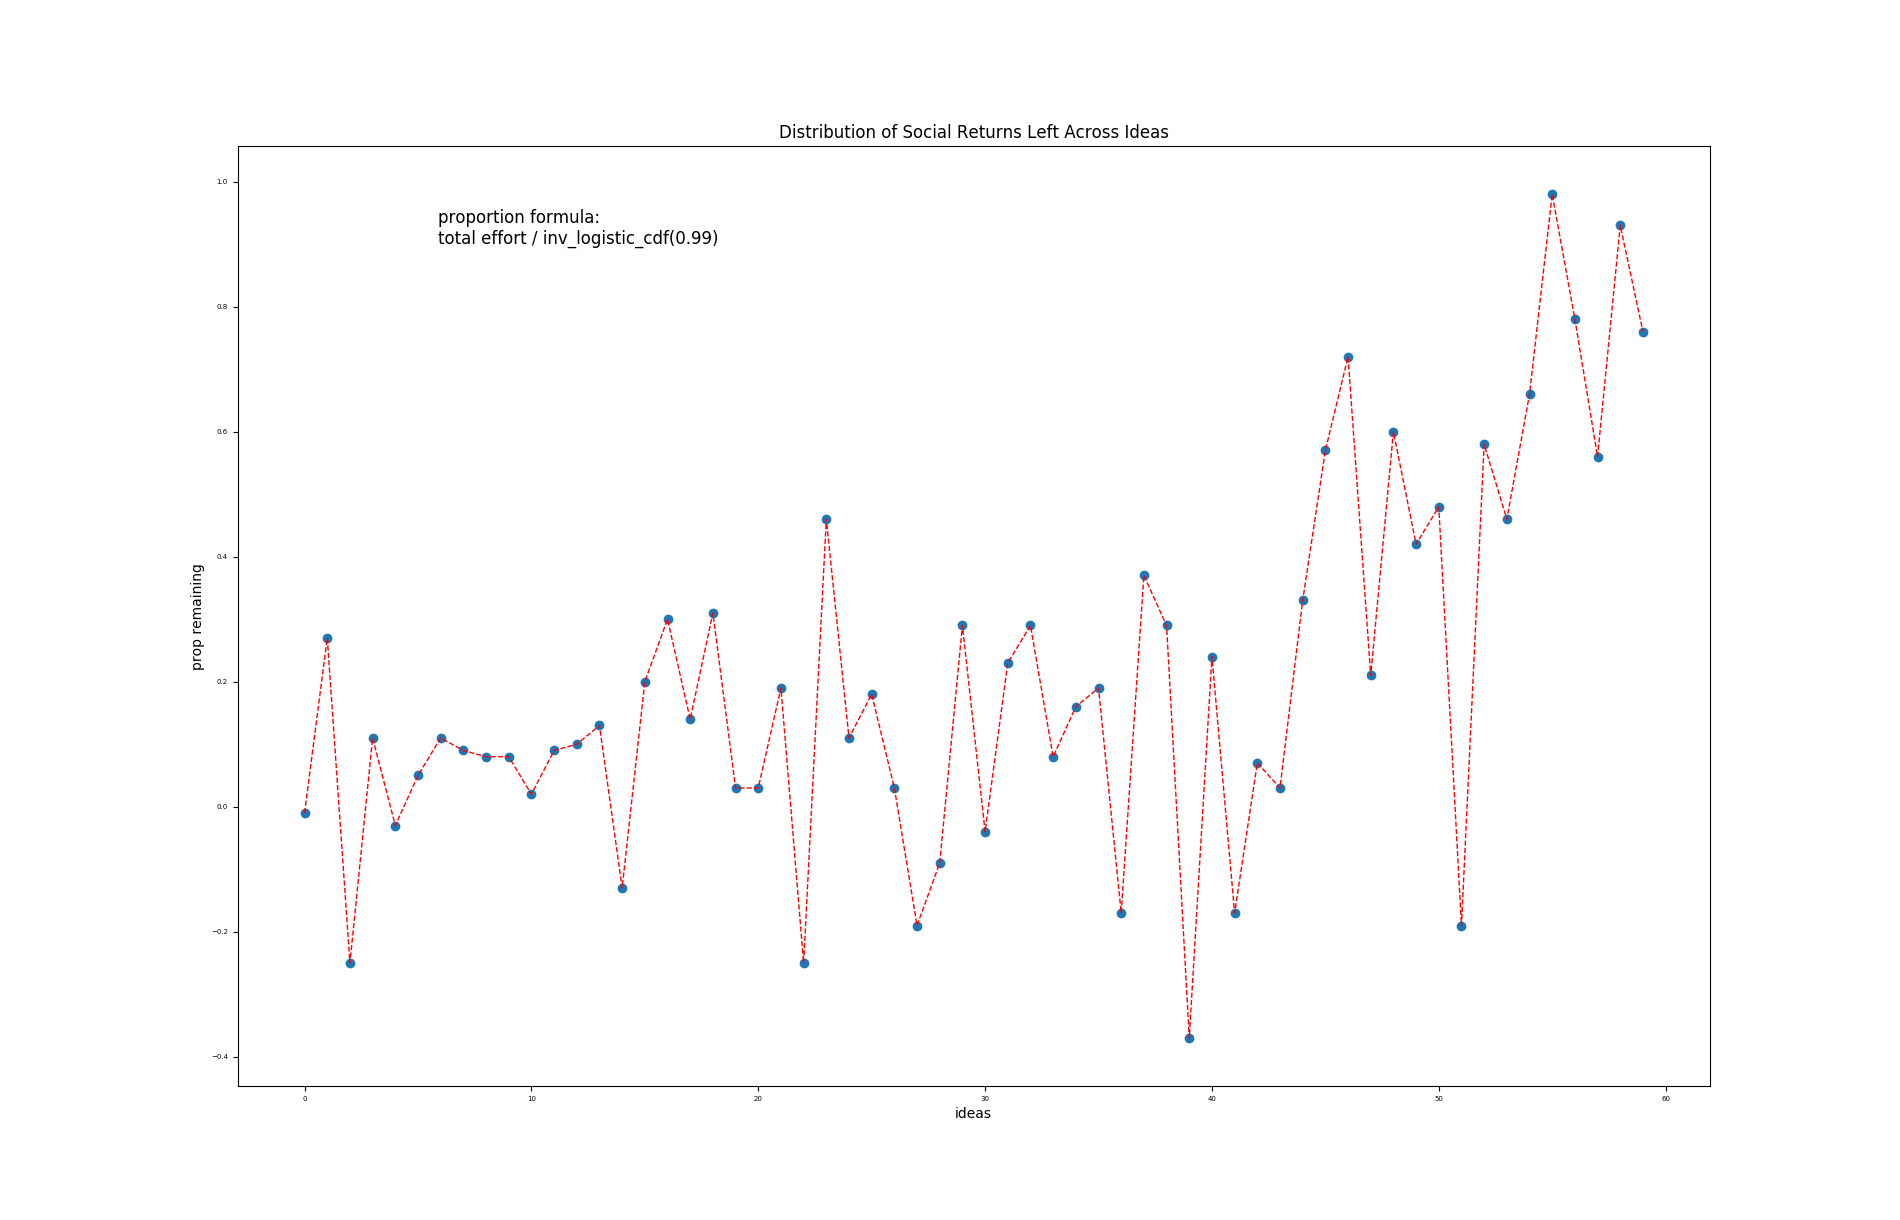 Distribution of Social Returns Left Across Ideas
proportion formula:
total effort / inv_logistic_cdf(0.99)
prop remaining
1.0
0.8
0.6
0.4
0.2
0.0
−0.2
−0.4
0 10 20 30 40 50 60
ideas